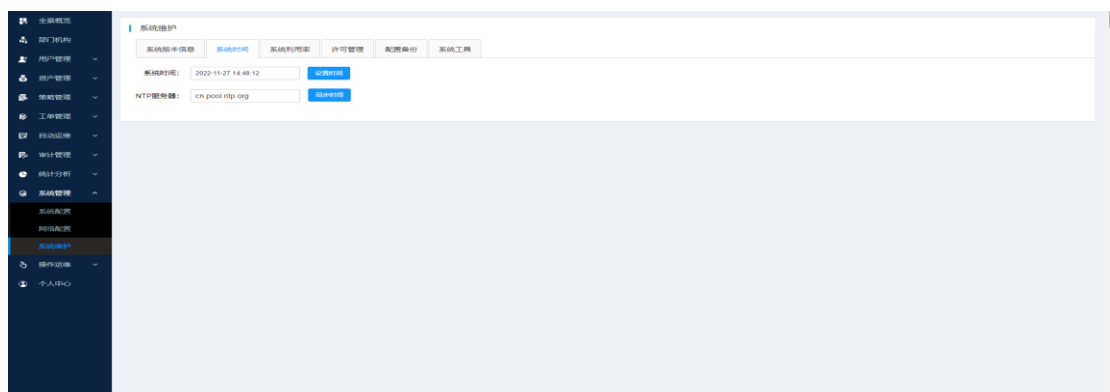 全景概览
部门机构
用户管理
资产管理
策略管理
工单管理
自动运维
审计管理
统计分析
系统管理
系统配置
网络配置
系统维护
操作运维
个人中心
系统维护
系统版本信息 系统时间 系统利用率 许可管理 配置备份 系统工具
系统时间： 2022-11-27 14:48:12 设置时间
NTP服务器： cn.pool.ntp.org 同步时间